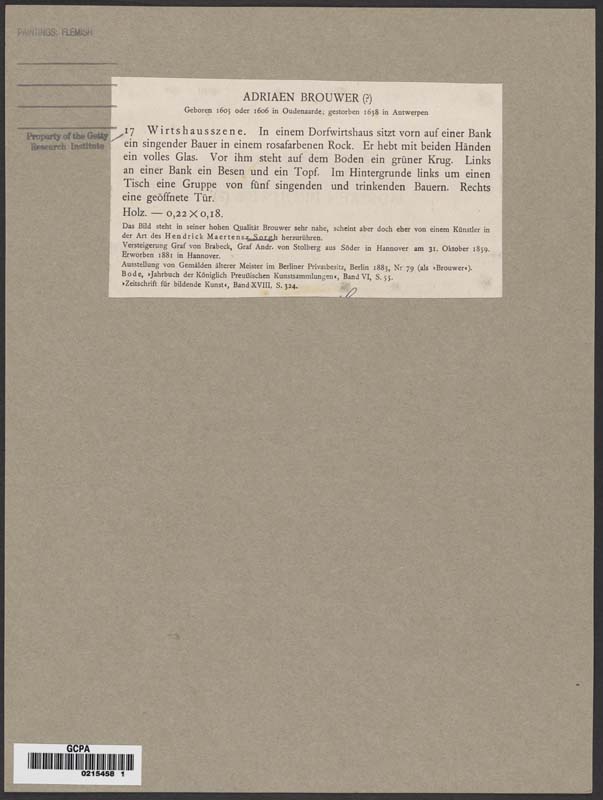 PAINTINGS: FLEMISH
Property of the Getty
Research Institute
ADRIAEN BROUWER (?)
Geboren 1605 oder 1606 in Oudenaarde; gestorben 1638 in Antwerpen
17 Wirtshausszene. In einem Dorfwirtshaus sitzt vorn auf einer Bank
ein singender Bauer in einem rosafarbenen Rock. Er hebt mit beiden Händen
ein volles Glas. Vor ihm steht auf dem Boden ein grüner Krug. Links
an einer Bank ein Besen und ein Topf. Im Hintergrunde links um einen
Tisch eine Gruppe von fünf singenden und trinkenden Bauern. Rechts
eine geöffnete Tür.
Holz. — 0,22 × 0,18.
Das Bild steht in seiner hohen Qualität Brouwer sehr nahe, scheint aber doch eher von einem Künstler in
der Art des Hendrick Maertensz Sorgh herzurühren.
Versteigerung Graf von Brabeck, Graf Andr. von Stolberg aus Söder in Hannover am 31. Oktober 1859.
Erworben 1881 in Hannover.
Ausstellung von Gemälden älterer Meister im Berliner Privatbesitz, Berlin 1883, Nr 79 (als »Brouwer«).
Bode, »Jahrbuch der Königlich Preußischen Kunstsammlungen«, Band VI, S. 55.
»Zeitschrift für bildende Kunst«, Band XVIII, S. 324.
GCPA
0215458 1